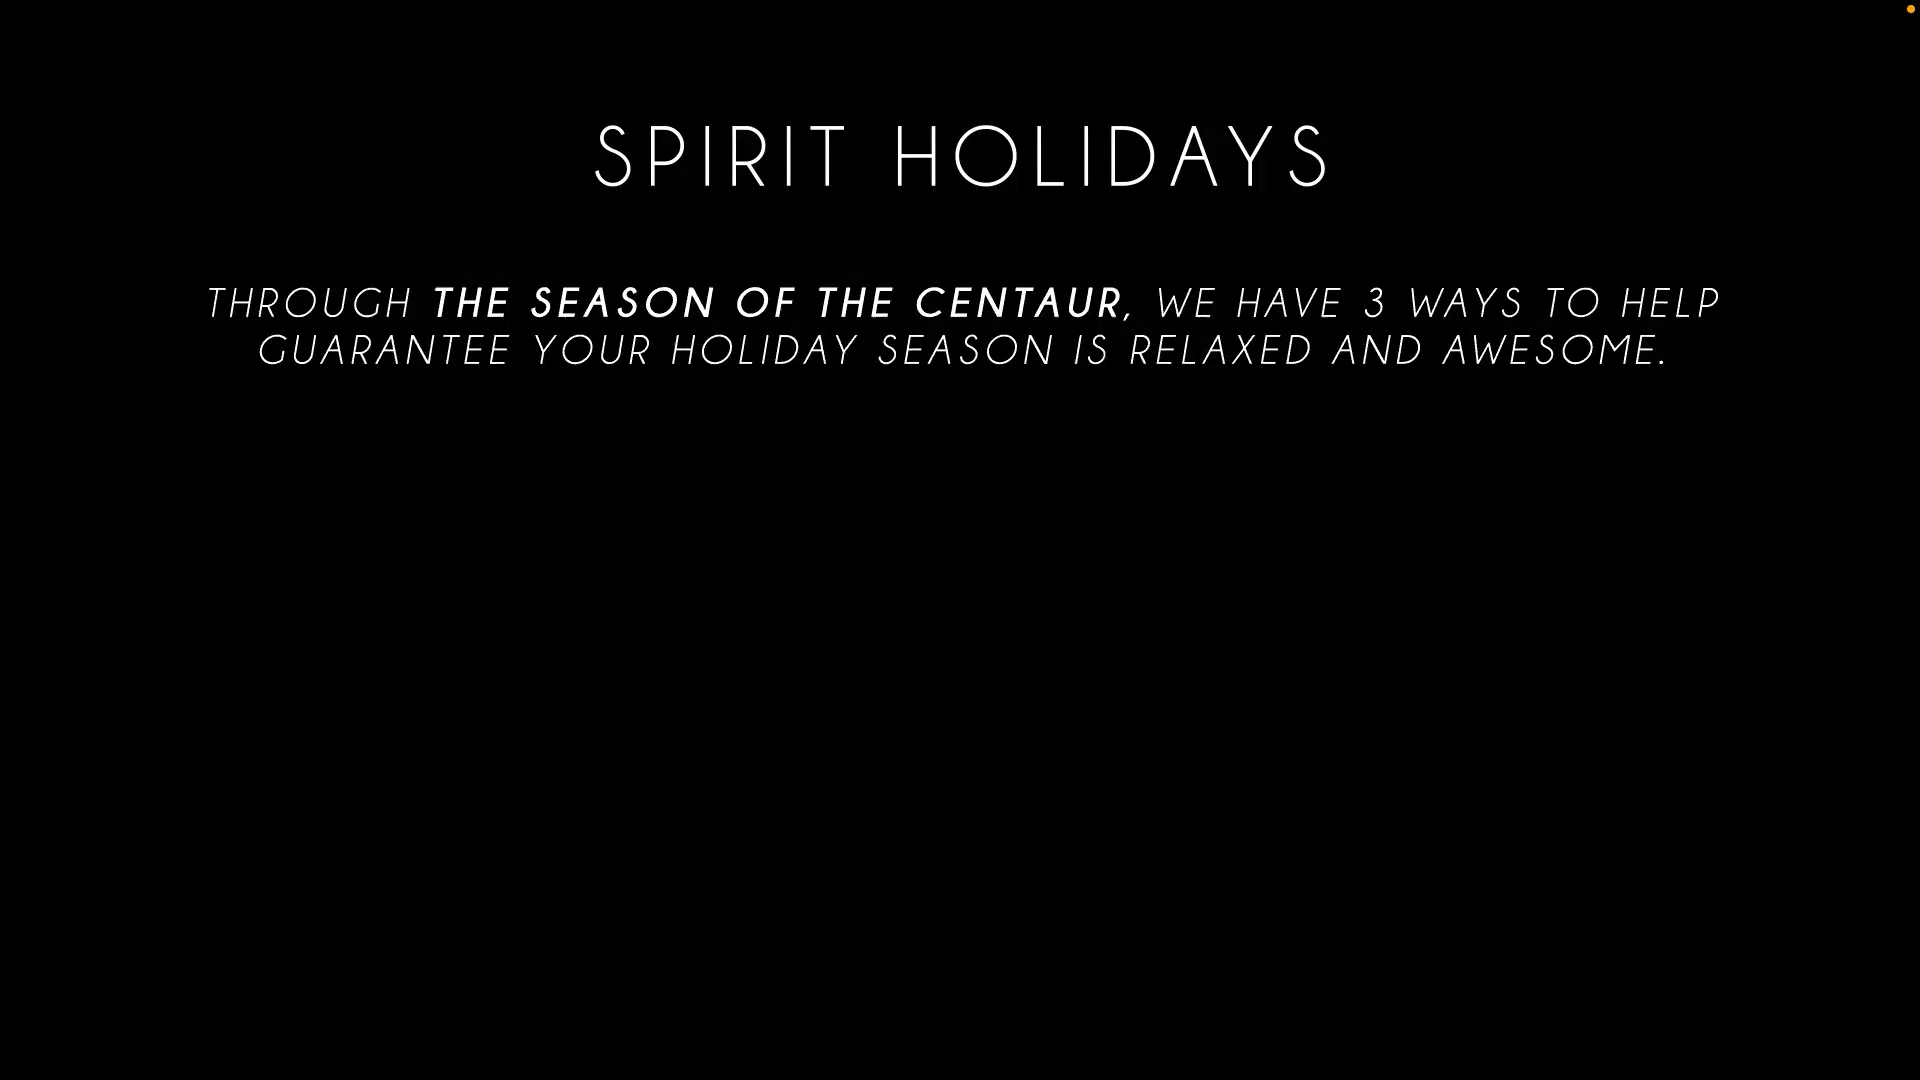 SPIRIT HOLIDAYS
THROUGH THE SEASON OF THE CENTAUR, WE HAVE 3 WAYS TO HELP
GUARANTEE YOUR HOLIDAY SEASON IS RELAXED AND AWESOME.